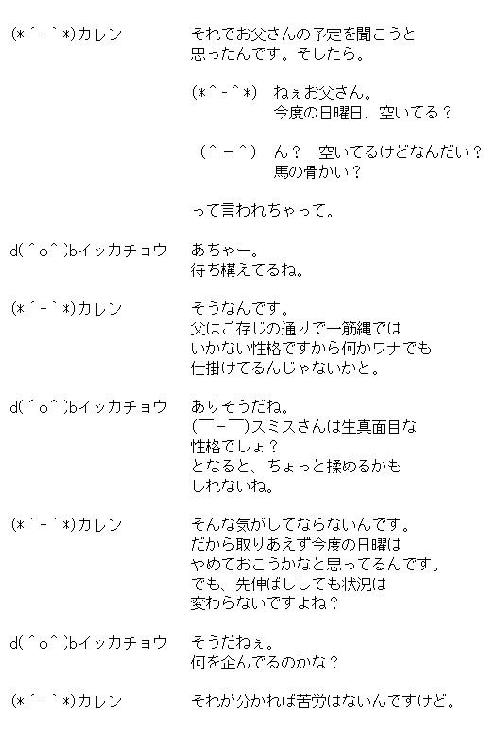 (*´-`*)カレン　それでお父さんの予定を聞こうと
思ったんです。そしたら。
(*^-^*)　ねぇお父さん。
今度の日曜日、空いてる？
(^－^)　ん？　空いてるけどなんだい？
馬の骨かい？
って言われちゃって。
d(^o^)bイッカチョウ　あちゃー。
待ち構えてるね。
(*´-`*)カレン　そうなんです。
父はご存じの通りで一筋縄では
いかない性格ですから何かワナでも
仕掛けてるんじゃないかと。
d(^o^)bイッカチョウ　ありそうだね。
(￣－￣)スミスさんは生真面目な
性格でしょ？
となると、ちょっと揉めるかも
しれないね。
(*´-`*)カレン　そんな気がしてならないんです。
だから取りあえず今度の日曜は
やめておこうかなと思ってるんです。
でも、先伸ばししても状況は
変わらないですよね？
d(^o^)bイッカチョウ　そうだねぇ。
何を企んでるのかな？
(*´-`*)カレン　それが分かれば苦労はないんですけど。